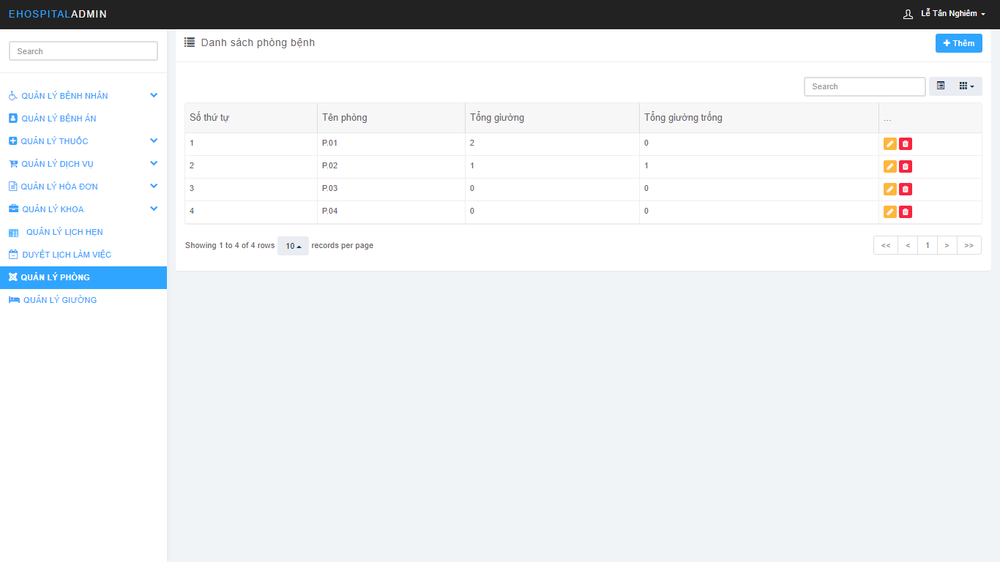 EHOSPITALADMIN
Lê Tấn Nghiêm
Search
QUẢN LÝ BỆNH NHÂN
QUẢN LÝ BỆNH ÁN
QUẢN LÝ THUỐC
QUẢN LÝ DỊCH VỤ
QUẢN LÝ HÓA ĐƠN
QUẢN LÝ KHOA
QUẢN LÝ LỊCH HẸN
DUYỆT LỊCH LÀM VIỆC
QUẢN LÝ PHÒNG
QUẢN LÝ GIƯỜNG
Danh sách phòng bệnh
Thêm
Search
Số thứ tự Tên phòng Tổng giường Tổng giường trống ...
1 P.01 2 0
2 P.02 1 1
3 P.03 0 0
4 P.04 0 0
Showing 1 to 4 of 4 rows 10 records per page
<< < 1 > >>